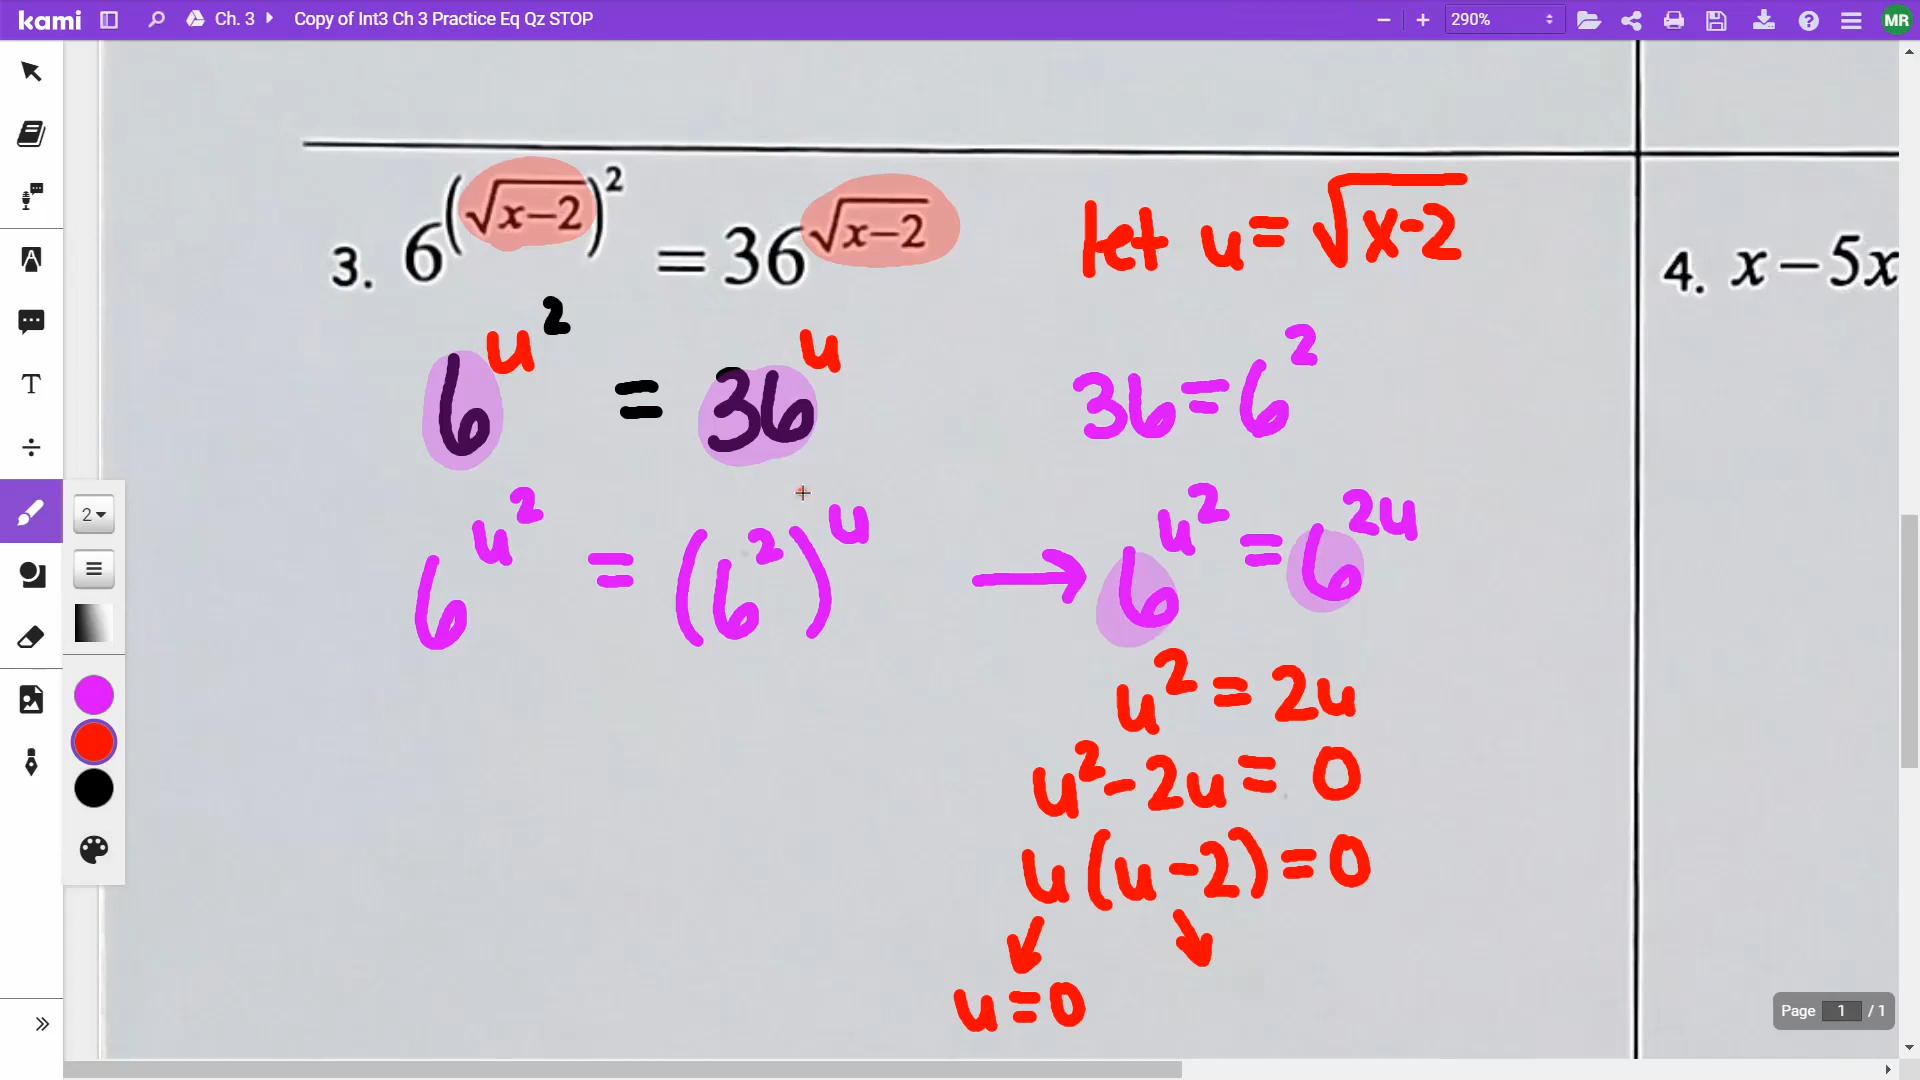 kami Ch. 3 Copy of Int3 Ch 3 Practice Eq Qz STOP 290% MR
3. 6^(√(x−2))^2 = 36^√(x−2)
let u = √(x-2)
4. x−5x
6^u^2 = 36^u
36 = 6^2
6^u^2 = (6^2)^u → 6^u^2 = 6^2u
u^2 = 2u
u^2 - 2u = 0
u(u-2) = 0
u = 0
2
T
Page 1 / 1